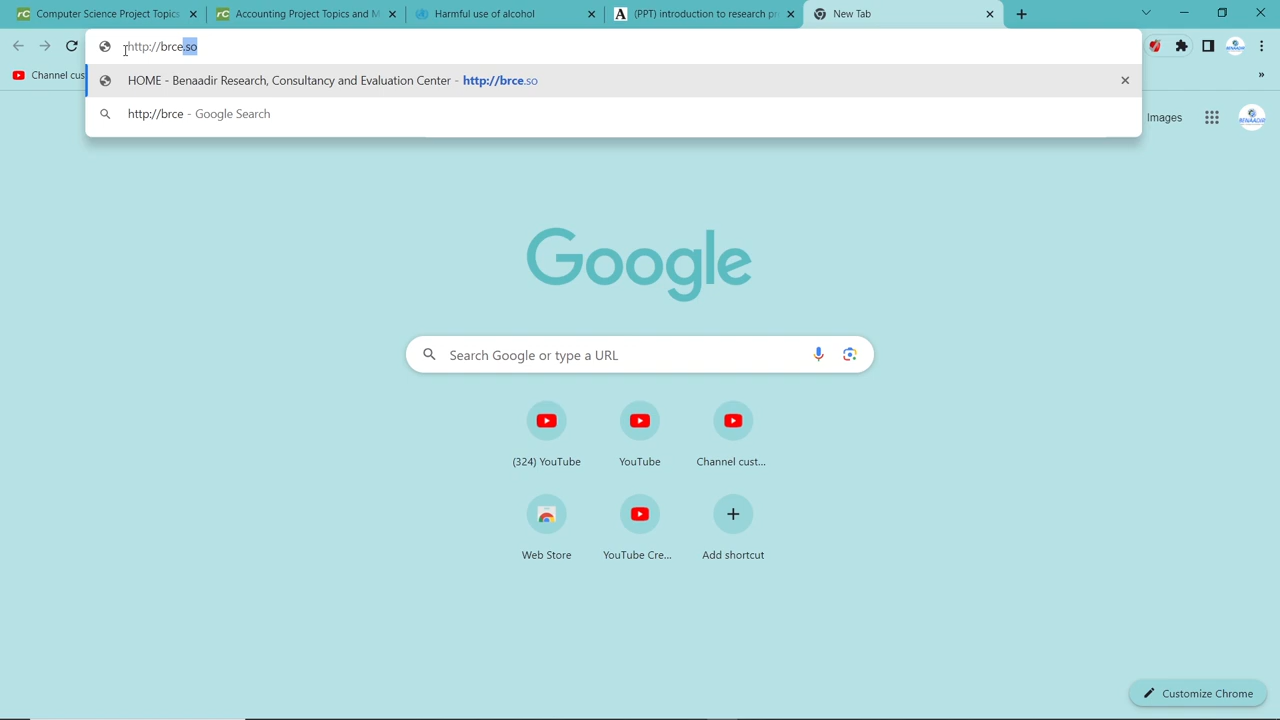 Computer Science Project Topics
Accounting Project Topics and M
Harmful use of alcohol
(PPT) introduction to research pr
New Tab
http://brce.so
Channel cus
HOME - Benaadir Research, Consultancy and Evaluation Center - http://brce.so
http://brce - Google Search
Images
BENAADIR
Google
Search Google or type a URL
(324) YouTube
YouTube
Channel cust...
Web Store
YouTube Cre...
Add shortcut
Customize Chrome